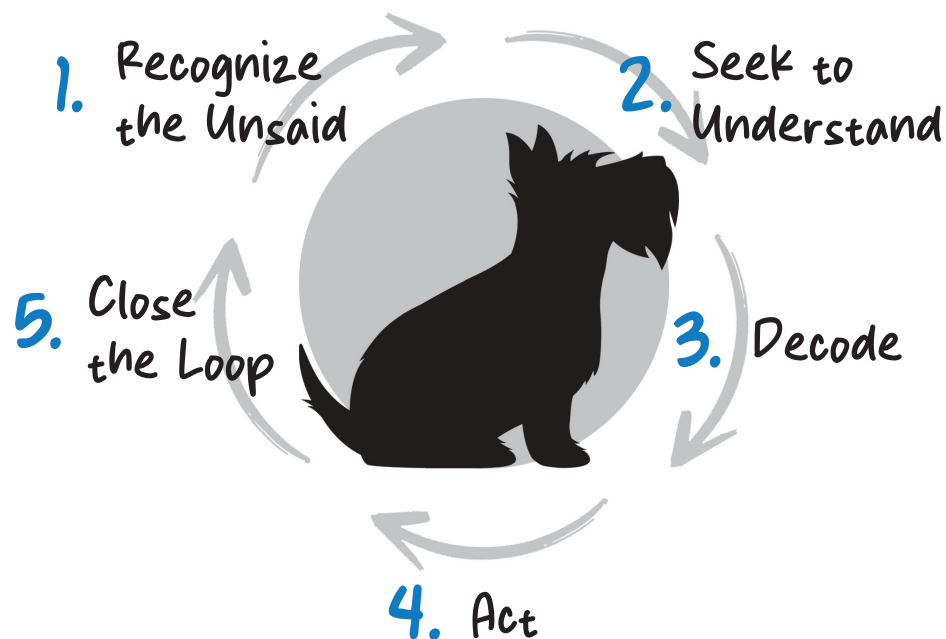 1. Recognize
the Unsaid
2. Seek to
Understand
3. Decode
4. Act
5. Close
the Loop